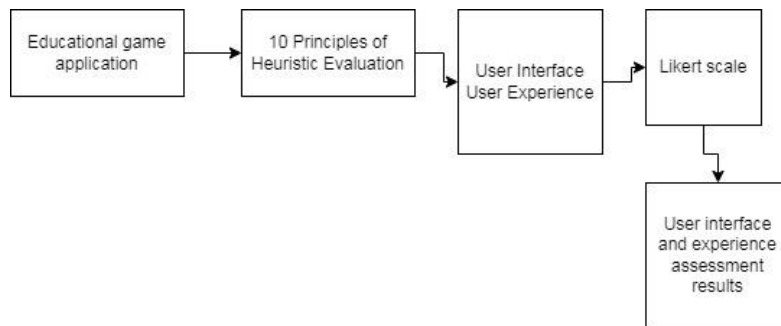 Educational game
application
10 Principles of
Heuristic Evaluation
User Interface
User Experience
Likert scale
User interface
and experience
assessment
results